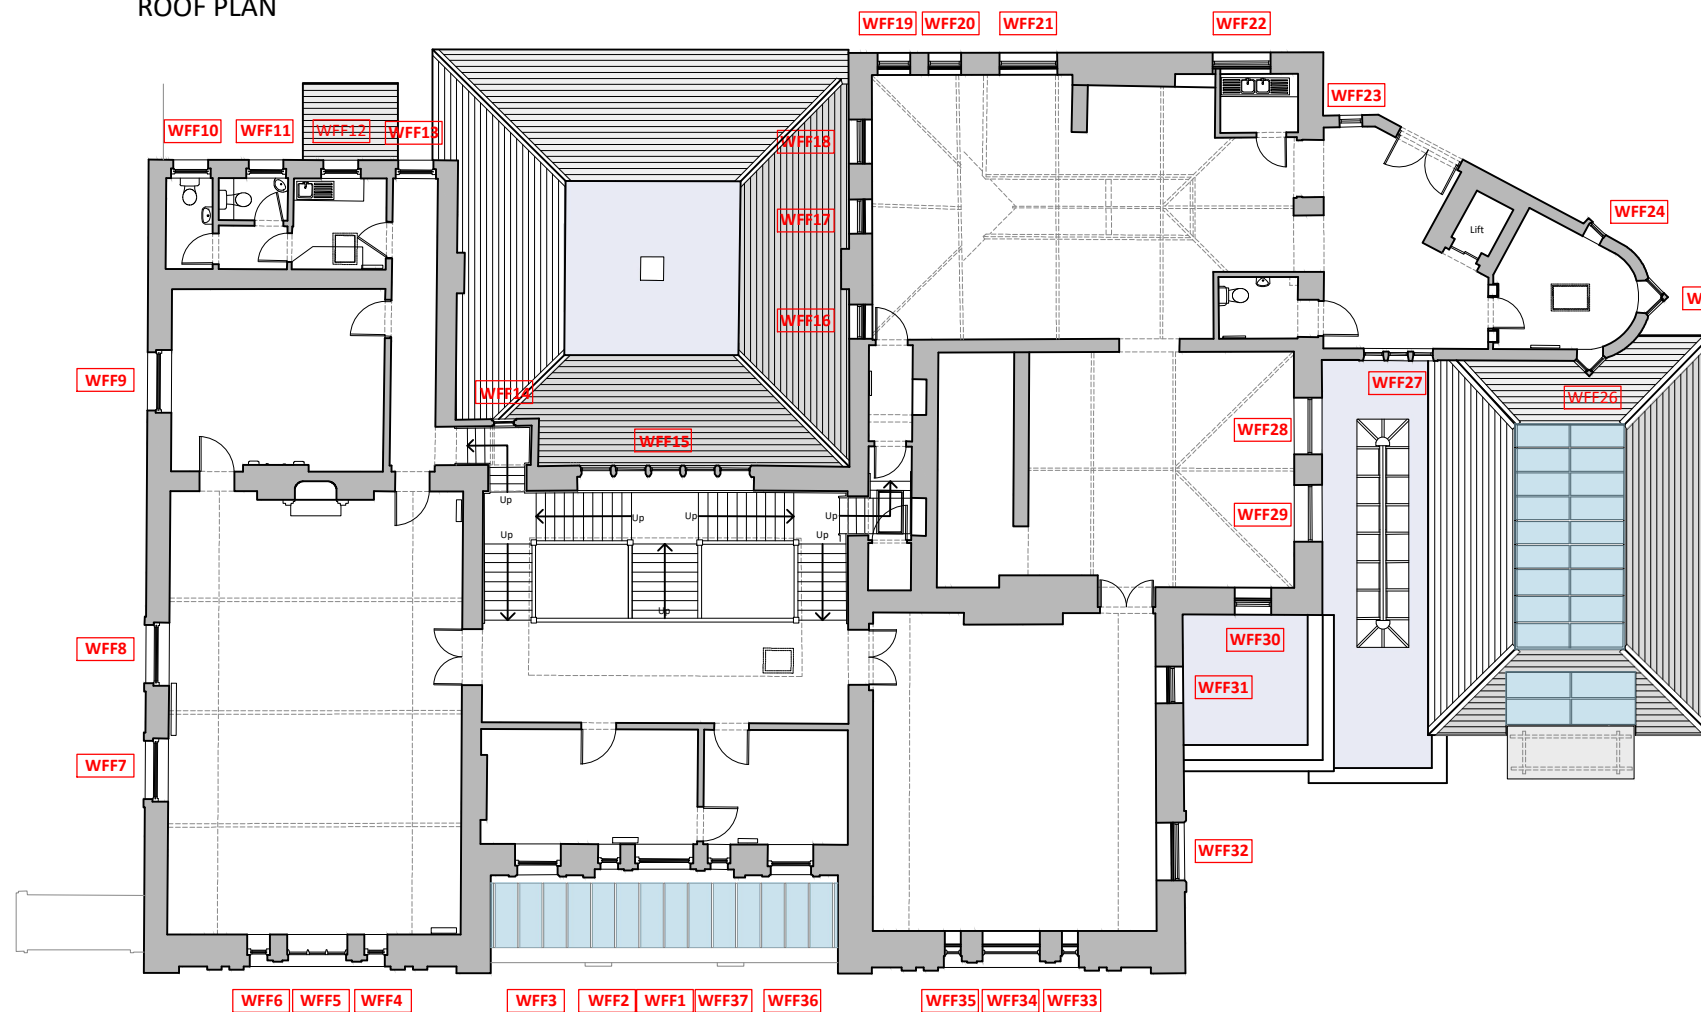 ROOF PLAN
WFF19 WFF20 WFF21 WFF22
WFF23
WFF10 WFF11 WFF12 WFF13
WFF18
WFF24
WFF17
Lift
W
WFF16
WFF9
WFF27
WFF14
WFF26
WFF15
WFF28
Up
Up Up Up
WFF29
Up Up
Up
WFF8
WFF30
WFF31
WFF7
WFF32
WFF6 WFF5 WFF4 WFF3 WFF2 WFF1 WFF37 WFF36 WFF35 WFF34 WFF33